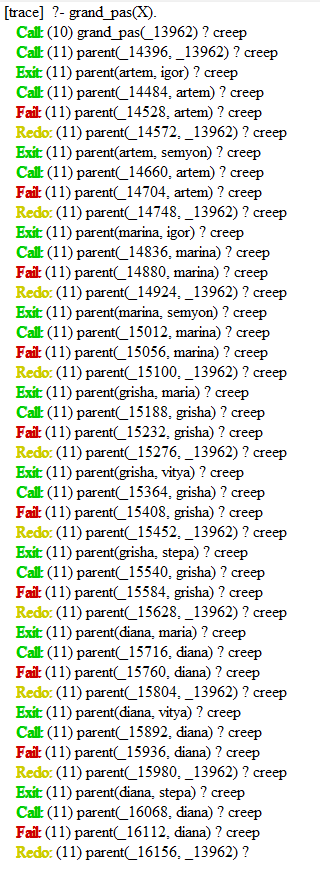 [trace]  ?- grand_pas(X).
Call: (10) grand_pas(_13962) ? creep
Call: (11) parent(_14396, _13962) ? creep
Exit: (11) parent(artem, igor) ? creep
Call: (11) parent(_14484, artem) ? creep
Fail: (11) parent(_14528, artem) ? creep
Redo: (11) parent(_14572, _13962) ? creep
Exit: (11) parent(artem, semyon) ? creep
Call: (11) parent(_14660, artem) ? creep
Fail: (11) parent(_14704, artem) ? creep
Redo: (11) parent(_14748, _13962) ? creep
Exit: (11) parent(marina, igor) ? creep
Call: (11) parent(_14836, marina) ? creep
Fail: (11) parent(_14880, marina) ? creep
Redo: (11) parent(_14924, _13962) ? creep
Exit: (11) parent(marina, semyon) ? creep
Call: (11) parent(_15012, marina) ? creep
Fail: (11) parent(_15056, marina) ? creep
Redo: (11) parent(_15100, _13962) ? creep
Exit: (11) parent(grisha, maria) ? creep
Call: (11) parent(_15188, grisha) ? creep
Fail: (11) parent(_15232, grisha) ? creep
Redo: (11) parent(_15276, _13962) ? creep
Exit: (11) parent(grisha, vitya) ? creep
Call: (11) parent(_15364, grisha) ? creep
Fail: (11) parent(_15408, grisha) ? creep
Redo: (11) parent(_15452, _13962) ? creep
Exit: (11) parent(grisha, stepa) ? creep
Call: (11) parent(_15540, grisha) ? creep
Fail: (11) parent(_15584, grisha) ? creep
Redo: (11) parent(_15628, _13962) ? creep
Exit: (11) parent(diana, maria) ? creep
Call: (11) parent(_15716, diana) ? creep
Fail: (11) parent(_15760, diana) ? creep
Redo: (11) parent(_15804, _13962) ? creep
Exit: (11) parent(diana, vitya) ? creep
Call: (11) parent(_15892, diana) ? creep
Fail: (11) parent(_15936, diana) ? creep
Redo: (11) parent(_15980, _13962) ? creep
Exit: (11) parent(diana, stepa) ? creep
Call: (11) parent(_16068, diana) ? creep
Fail: (11) parent(_16112, diana) ? creep
Redo: (11) parent(_16156, _13962) ?